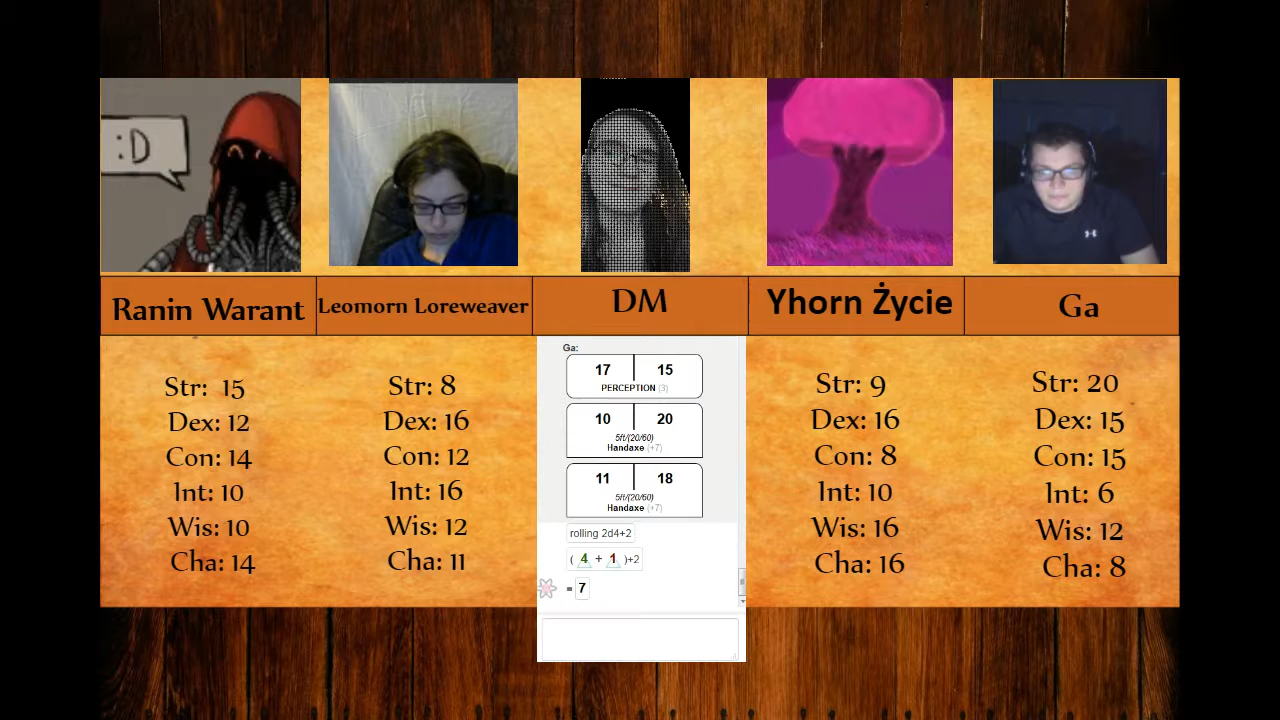 :D
Ranin Warant
Leomorn Loreweaver
DM
Yhorn Życie
Ga
Str: 15
Dex: 12
Con: 14
Int: 10
Wis: 10
Cha: 14
Str: 8
Dex: 16
Con: 12
Int: 16
Wis: 12
Cha: 11
Ga:
17 15
PERCEPTION (3)
10 20
5ft/(20/60)
Handaxe (+7)
11 18
5ft/(20/60)
Handaxe (+7)
rolling 2d4+2
( 4 + 1 )+2
= 7
Str: 9
Dex: 16
Con: 8
Int: 10
Wis: 16
Cha: 16
Str: 20
Dex: 15
Con: 15
Int: 6
Wis: 12
Cha: 8